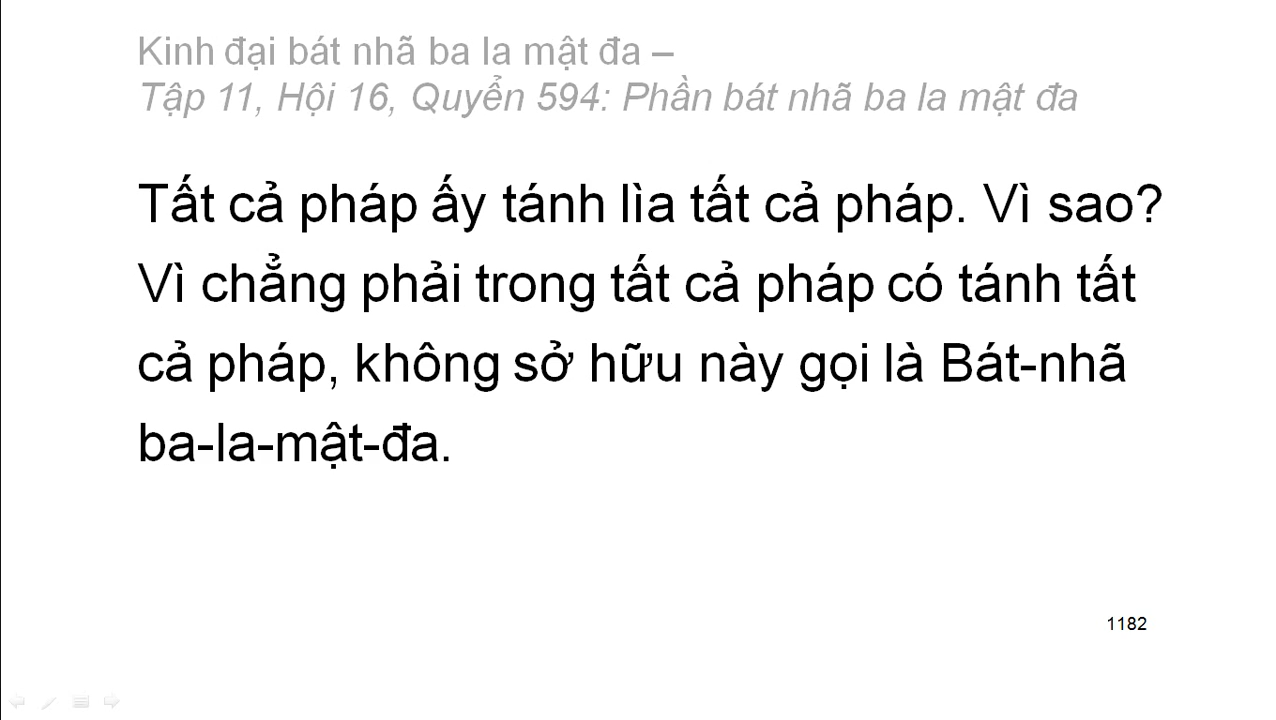 Kinh đại bát nhã ba la mật đa –
Tập 11, Hội 16, Quyển 594: Phần bát nhã ba la mật đa
Tất cả pháp ấy tánh lìa tất cả pháp. Vì sao?
Vì chẳng phải trong tất cả pháp có tánh tất
cả pháp, không sở hữu này gọi là Bát-nhã
ba-la-mật-đa.
1182